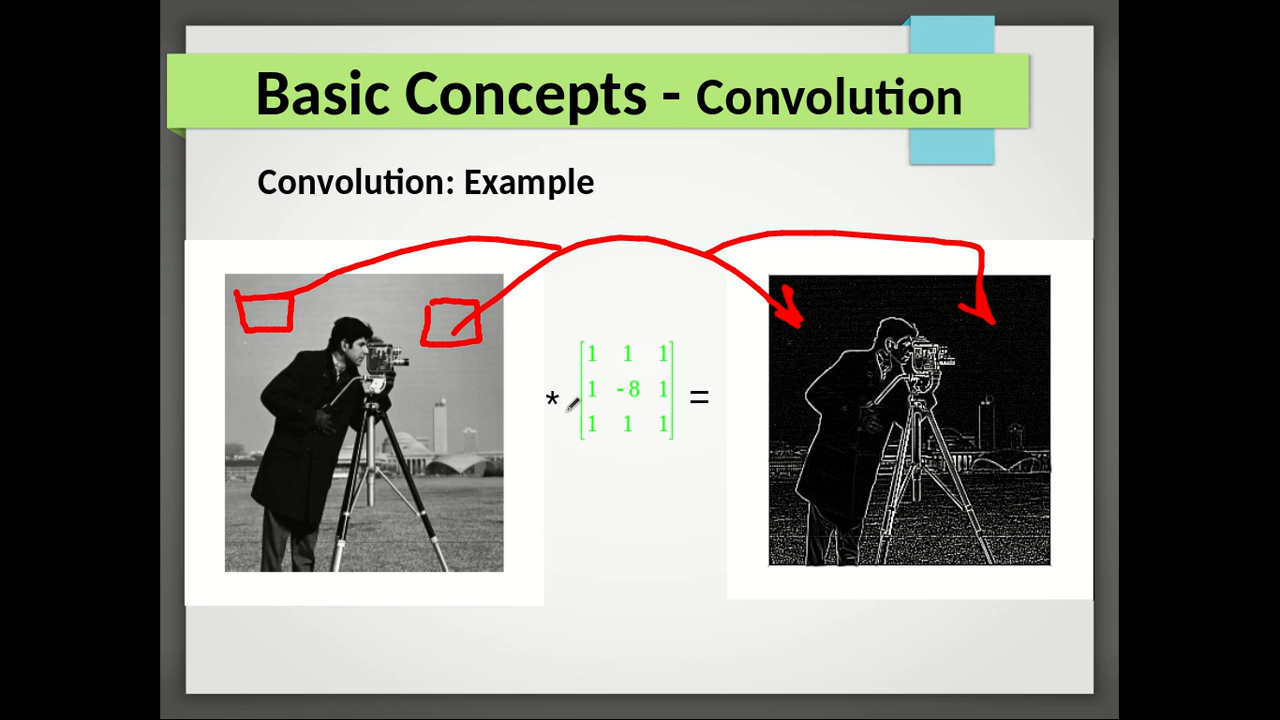 Basic Concepts - Convolution
Convolution: Example
* [1 1 1] =
1 -8 1
1 1 1